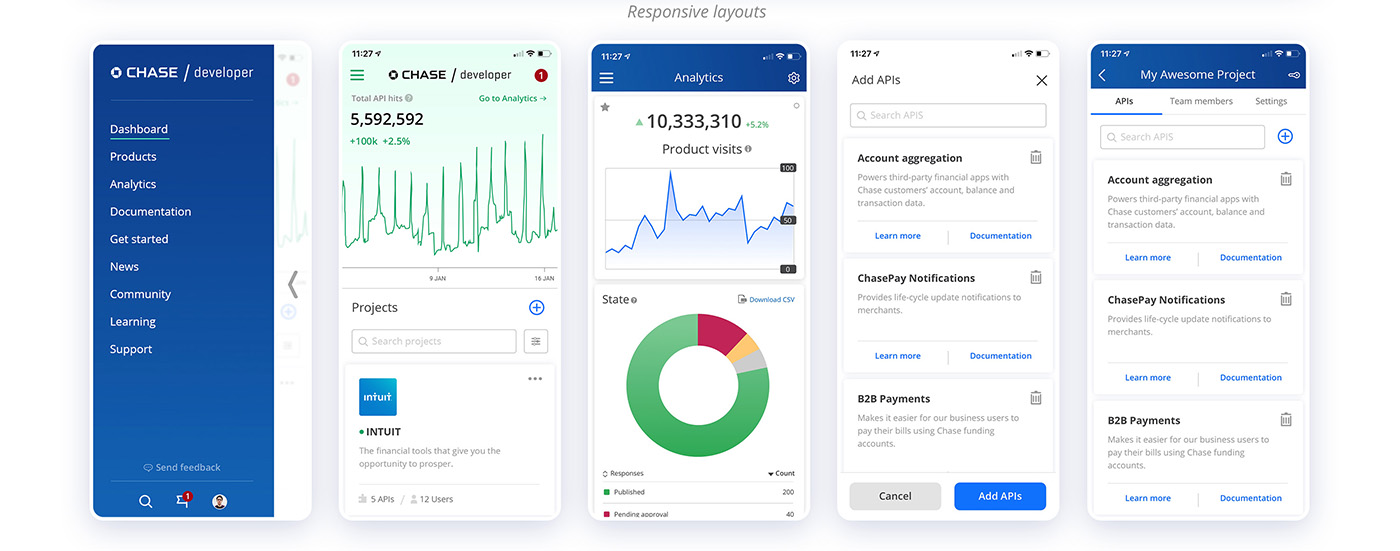 Responsive layouts
CHASE / developer
Dashboard
Products
Analytics
Documentation
Get started
News
Community
Learning
Support
Send feedback
1
1
11:27
CHASE / developer
1
Total API hits
Go to Analytics →
5,592,592
+100k +2.5%
9 JAN
16 JAN
Projects
Search projects
intuit
INTUIT
The financial tools that give you the
opportunity to prosper.
5 APIs / 12 Users
11:27
Analytics
10,333,310 +5.2%
Product visits
100
50
0
State
Download CSV
Responses
Count
Published
200
Pending approval
40
11:27
Add APIs
Search APIS
Account aggregation
Powers third-party financial apps with
Chase customers’ account, balance and
transaction data.
Learn more
Documentation
ChasePay Notifications
Provides life-cycle update notifications to
merchants.
Learn more
Documentation
B2B Payments
Makes it easier for our business users to
pay their bills using Chase funding
accounts.
Cancel
Add APIs
11:27
My Awesome Project
APIs
Team members
Settings
Search APIS
Account aggregation
Powers third-party financial apps with
Chase customers’ account, balance and
transaction data.
Learn more
Documentation
ChasePay Notifications
Provides life-cycle update notifications to
merchants.
Learn more
Documentation
B2B Payments
Makes it easier for our business users to
pay their bills using Chase funding
accounts.
Learn more
Documentation